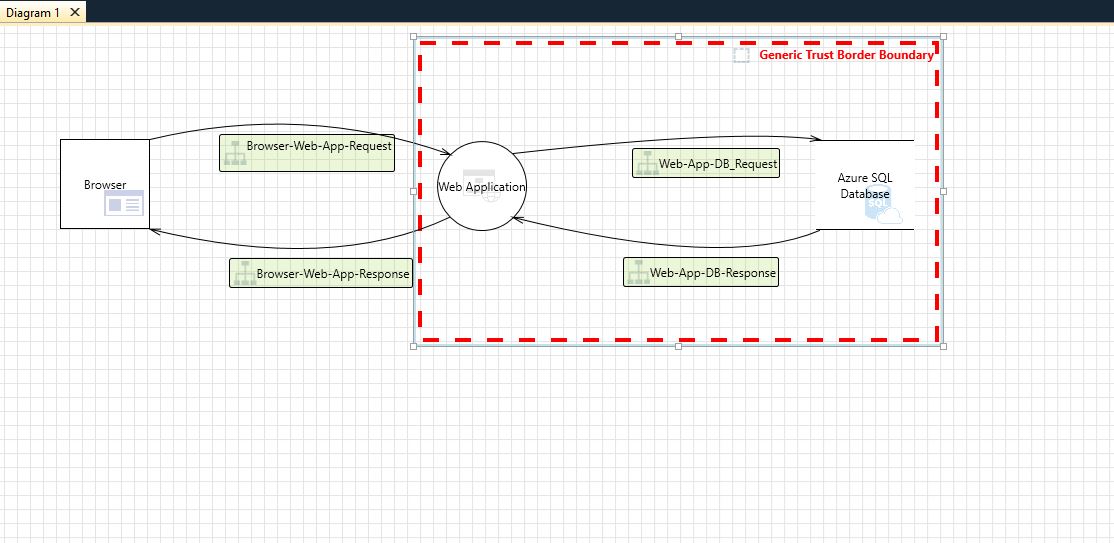 Diagram 1
Generic Trust Border Boundary
Browser-Web-App-Request
Web-App-DB_Request
Browser
Web Application
Azure SQL
Database
SQL
Browser-Web-App-Response
Web-App-DB-Response